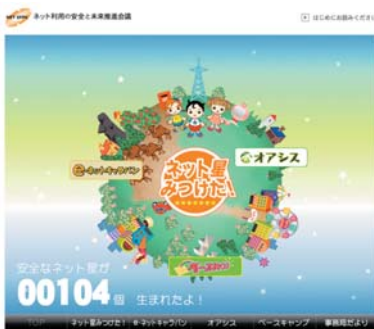 ネット利用の安全と未来推進会議
はじめにお読みください
e-ネットキャラバン
ネット星
みつけた!
オアシス
ベースキャンプ
安全なネット星が
00104個 生まれたよ!
TOP ネット星みつけた! e-ネットキャラバン オアシス ベースキャンプ 事務局だより